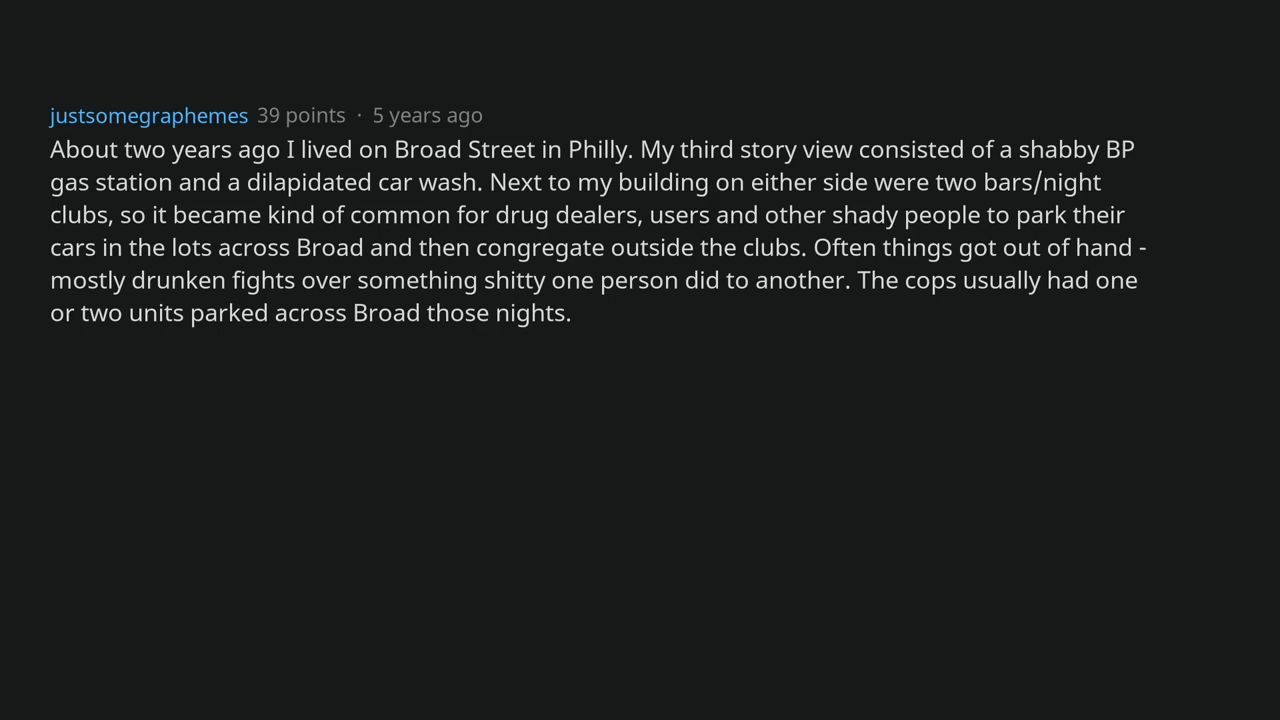 justsomegraphemes 39 points · 5 years ago
About two years ago I lived on Broad Street in Philly. My third story view consisted of a shabby BP
gas station and a dilapidated car wash. Next to my building on either side were two bars/night
clubs, so it became kind of common for drug dealers, users and other shady people to park their
cars in the lots across Broad and then congregate outside the clubs. Often things got out of hand -
mostly drunken fights over something shitty one person did to another. The cops usually had one
or two units parked across Broad those nights.